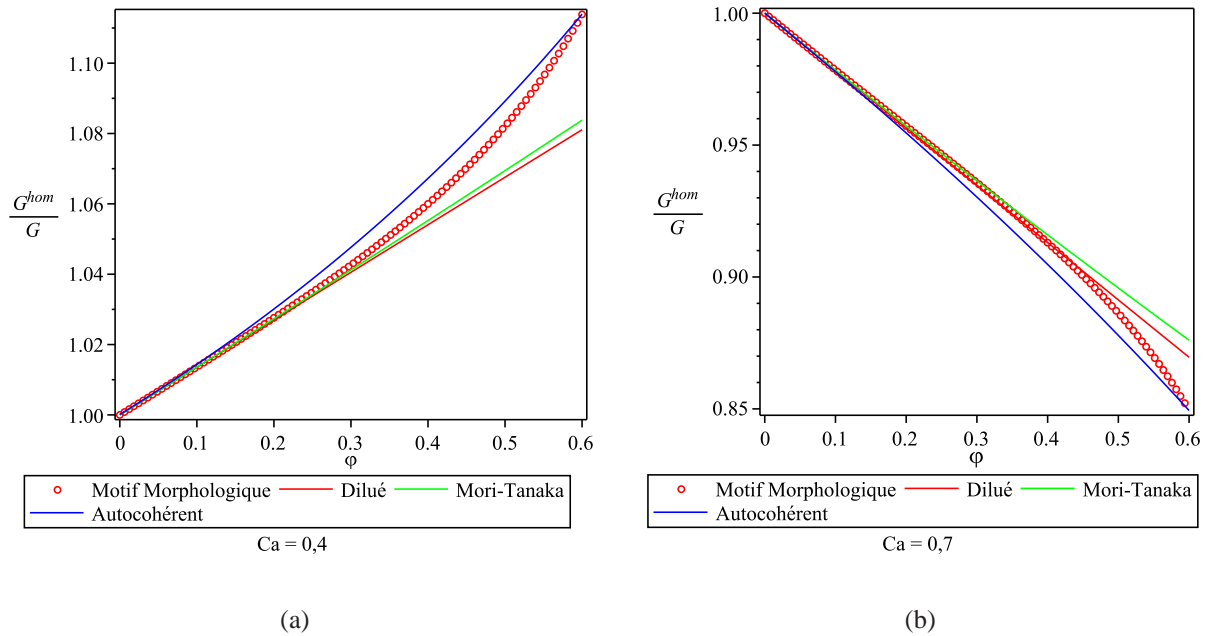 (a)
(b)
1.10
1.08
1.06
1.04
1.02
1.00
G^hom
G
0
0.1
0.2
0.3
0.4
0.5
0.6
φ
Motif Morphologique Dilué Mori-Tanaka
Autocohérent
Ca = 0,4
1.00
0.95
0.90
0.85
G^hom
G
0
0.1
0.2
0.3
0.4
0.5
0.6
φ
Motif Morphologique Dilué Mori-Tanaka
Autocohérent
Ca = 0,7
(a)
(b)